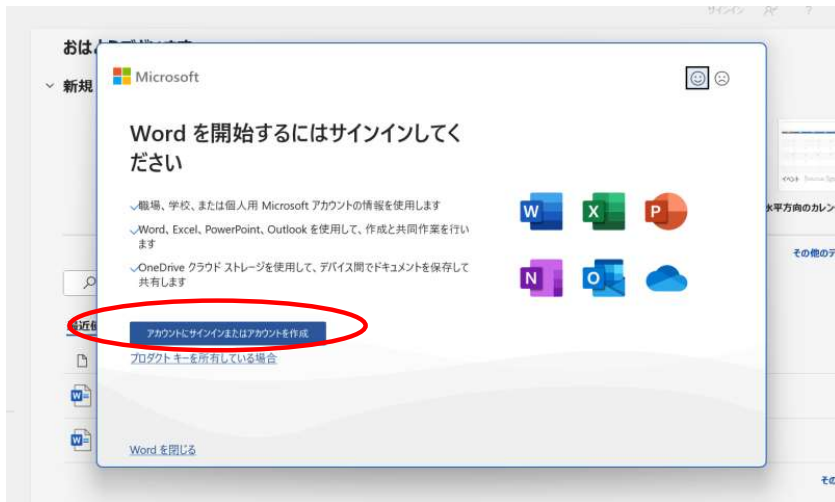 サインイン
?
新規
Microsoft
Word を開始するにはサインインしてく
ださい
職場、学校、または個人用 Microsoft アカウントの情報を使用します
Word、Excel、PowerPoint、Outlook を使用して、作成と共同作業を行い
ます
OneDrive クラウド ストレージを使用して、デバイス間でドキュメントを保存して
共有します
W
X
P
N
O
イベント
水平方向のカレン
その他のテ
アカウントにサインインまたはアカウントを作成
プロダクト キーを所有している場合
W
W
Word を閉じる
その